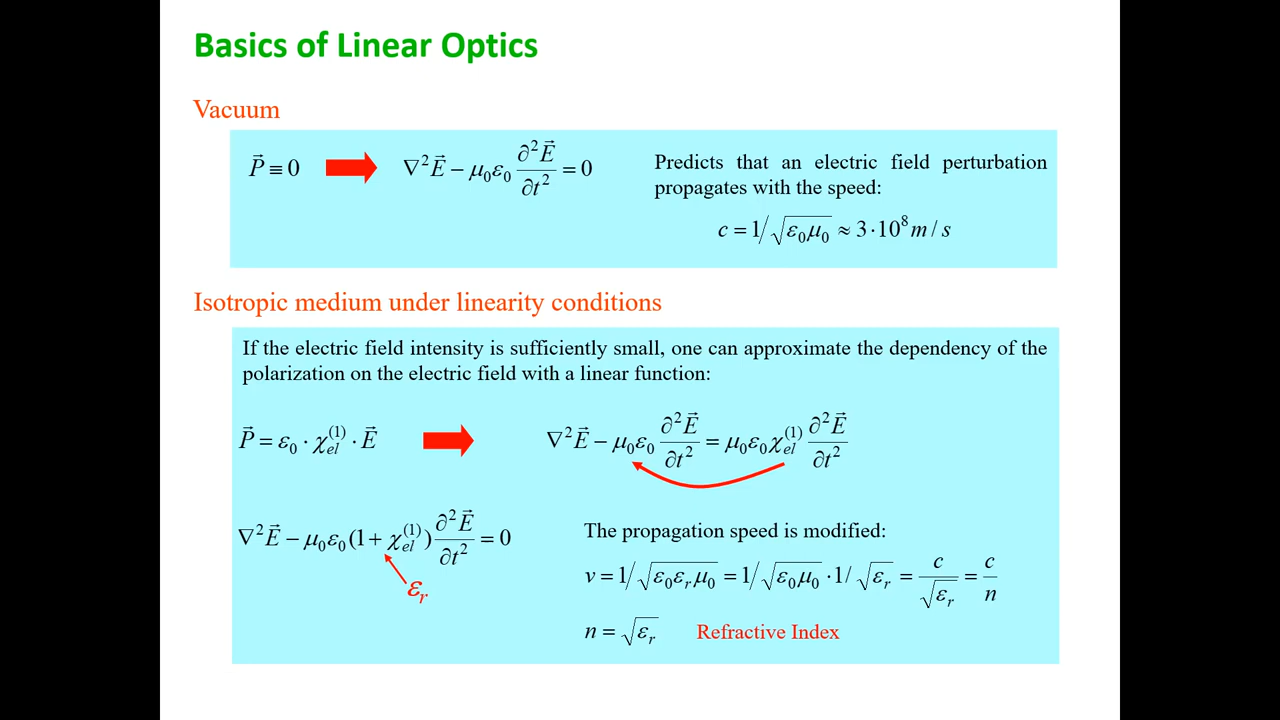 Basics of Linear Optics
Vacuum
P⃗ ≡ 0
∇²E⃗ − μ₀ε₀ ∂²E⃗/∂t² = 0
Predicts that an electric field perturbation
propagates with the speed:
c = 1/√(ε₀μ₀) ≈ 3·10⁸ m/s
Isotropic medium under linearity conditions
If the electric field intensity is sufficiently small, one can approximate the dependency of the
polarization on the electric field with a linear function:
P⃗ = ε₀ · χ_el^(1) · E⃗
∇²E⃗ − μ₀ε₀ ∂²E⃗/∂t² = μ₀ε₀χ_el^(1) ∂²E⃗/∂t²
∇²E⃗ − μ₀ε₀(1 + χ_el^(1)) ∂²E⃗/∂t² = 0
ε_r
The propagation speed is modified:
v = 1/√(ε₀ε_rμ₀) = 1/√(ε₀μ₀) · 1/√ε_r = c/√ε_r = c/n
n = √ε_r Refractive Index